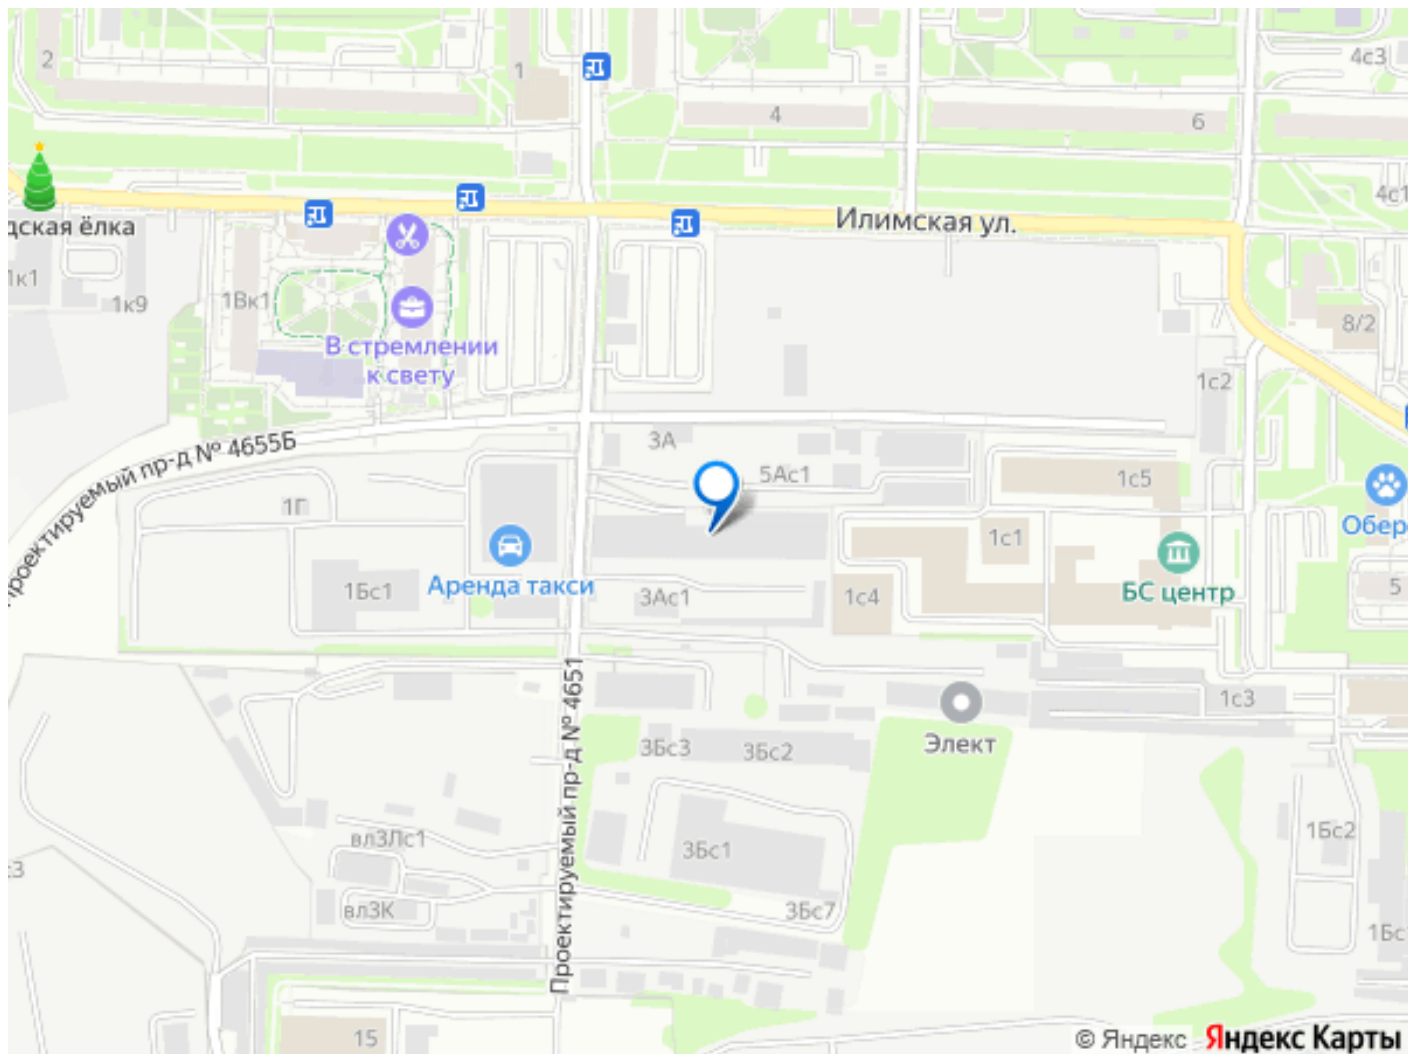 2
1
4
6
4с3
4с1
дская ёлка
Илимская ул.
1к1
1к9
1Вк1
В стремлении
к свету
8/2
1с2
Проектируемый пр-д № 4655Б
3А
5Ас1
1с5
1Г
1с1
Обер
Аренда такси
БС центр
1Бс1
3Ас1
1с4
5
Проектируемый пр-д № 4651
1с3
Элект
3Бс3
3Бс2
вл3Лс1
3Бс1
1Бс2
с3
вл3К
3Бс7
1Бс
15
© Яндекс
Яндекс Карты